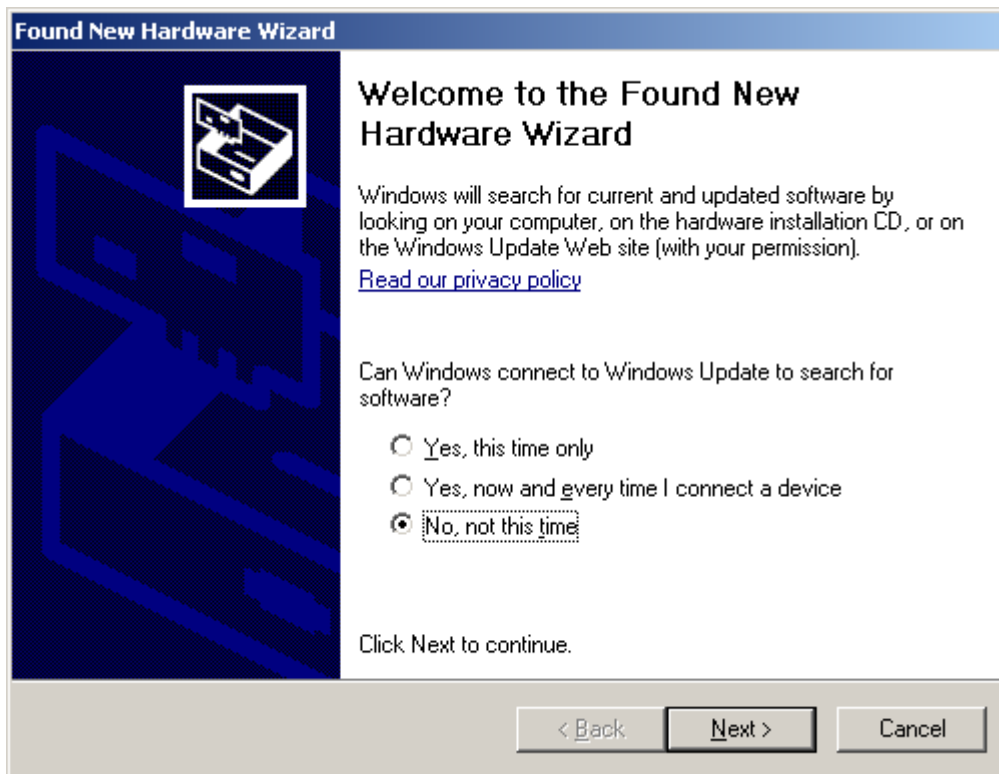 Found New Hardware Wizard
Welcome to the Found New
Hardware Wizard
Windows will search for current and updated software by
looking on your computer, on the hardware installation CD, or on
the Windows Update Web site (with your permission).
Read our privacy policy
Can Windows connect to Windows Update to search for
software?
Yes, this time only
Yes, now and every time I connect a device
No, not this time
Click Next to continue.
< Back
Next >
Cancel